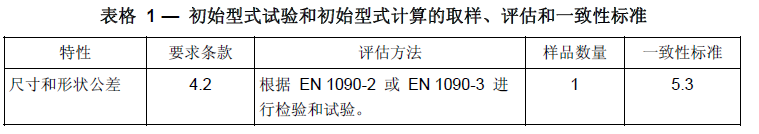 表格 1 — 初始型式试验和初始型式计算的取样、评估和一致性标准
特性 要求条款 评估方法 样品数量 一致性标准
尺寸和形状公差 4.2 根据 EN 1090-2 或 EN 1090-3 进 1 5.3
行检验和试验。